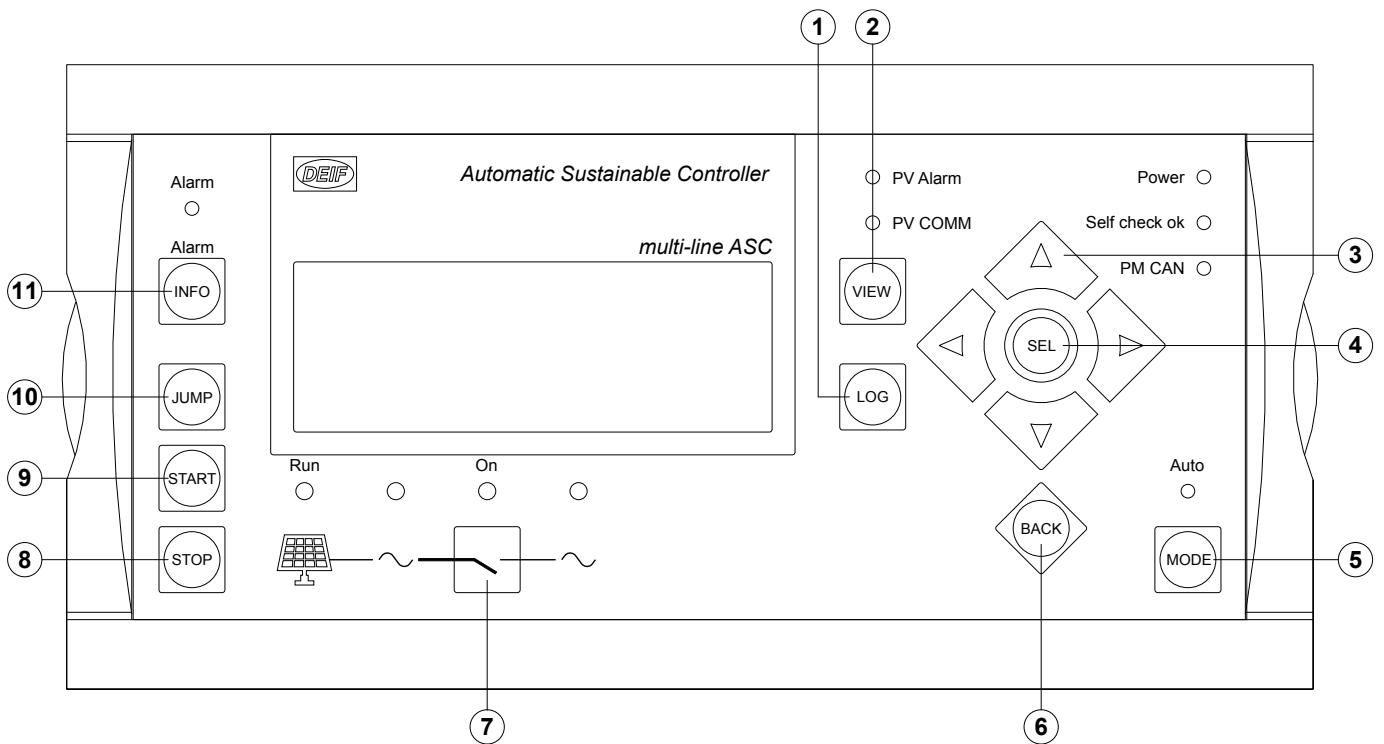 1 2
Alarm
DEIF
Automatic Sustainable Controller
PV Alarm
Power
Alarm
multi-line ASC
PV COMM
Self check ok
3
PM CAN
11
INFO
VIEW
SEL
4
10
JUMP
LOG
9
START
Run
On
Auto
BACK
8
STOP
MODE
5
7
6